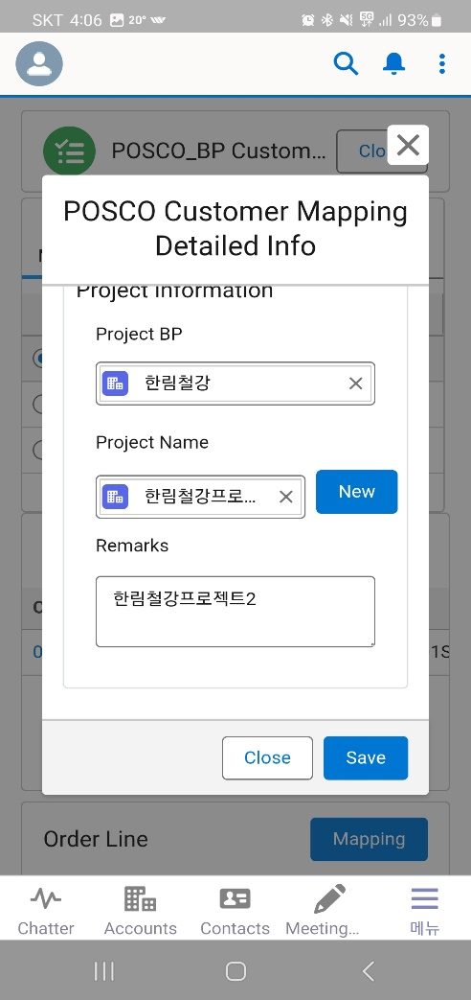 SKT 4:06 20° 93%
POSCO_BP Custom...
Clo
POSCO Customer Mapping
Detailed Info
Project Information
Project BP
한림철강
Project Name
한림철강프로...
New
Remarks
한림철강프로젝트2
Close
Save
Order Line
Mapping
Chatter
Accounts
Contacts
Meeting...
메뉴